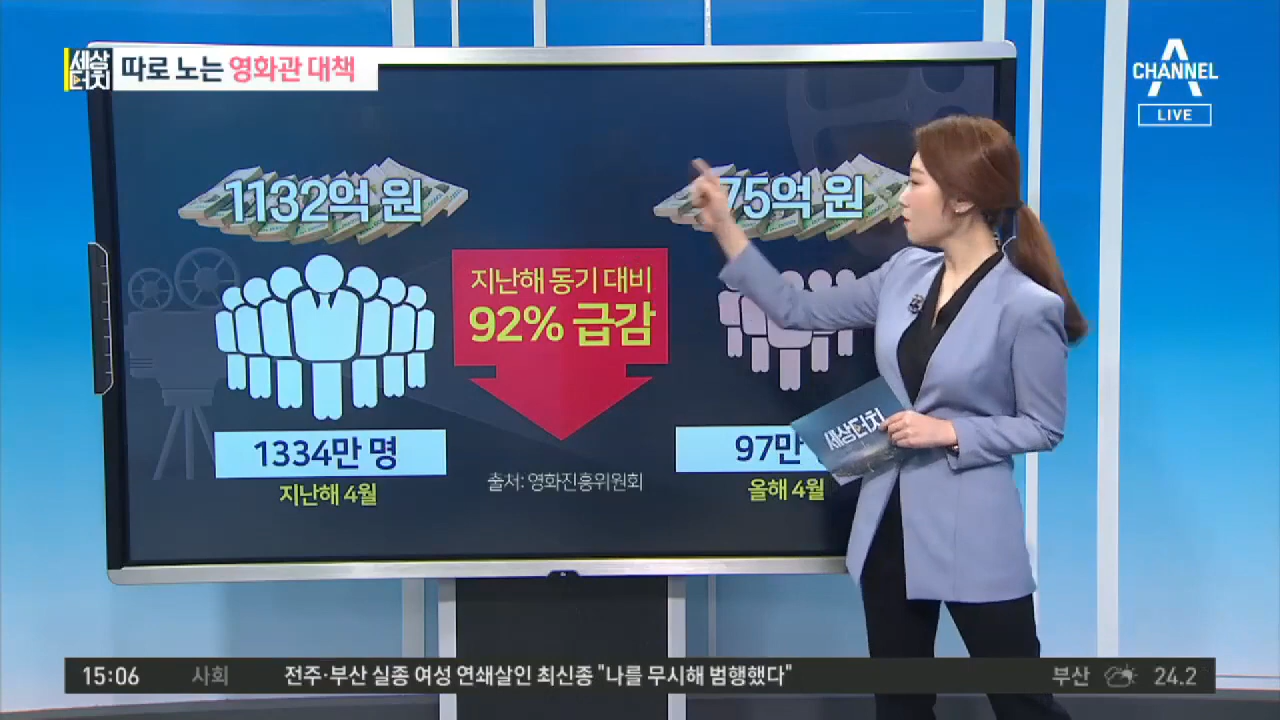 세상
터치
따로 노는 영화관 대책
CHANNEL A
LIVE
1132억 원
75억 원
지난해 동기 대비
92% 급감
1334만 명
지난해 4월
97만
올해 4월
출처: 영화진흥위원회
세상터치
15:06 사회 전주·부산 실종 여성 연쇄살인 최신종 "나를 무시해 범행했다" 부산 24.2